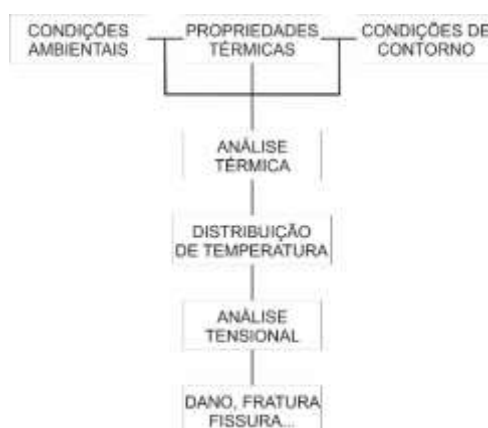 CONDIÇÕES
AMBIENTAIS
PROPRIEDADES
TÉRMICAS
CONDIÇÕES DE
CONTORNO
ANÁLISE
TÉRMICA
DISTRIBUIÇÃO
DE TEMPERATURA
ANÁLISE
TENSIONAL
DANO, FRATURA
FISSURA...